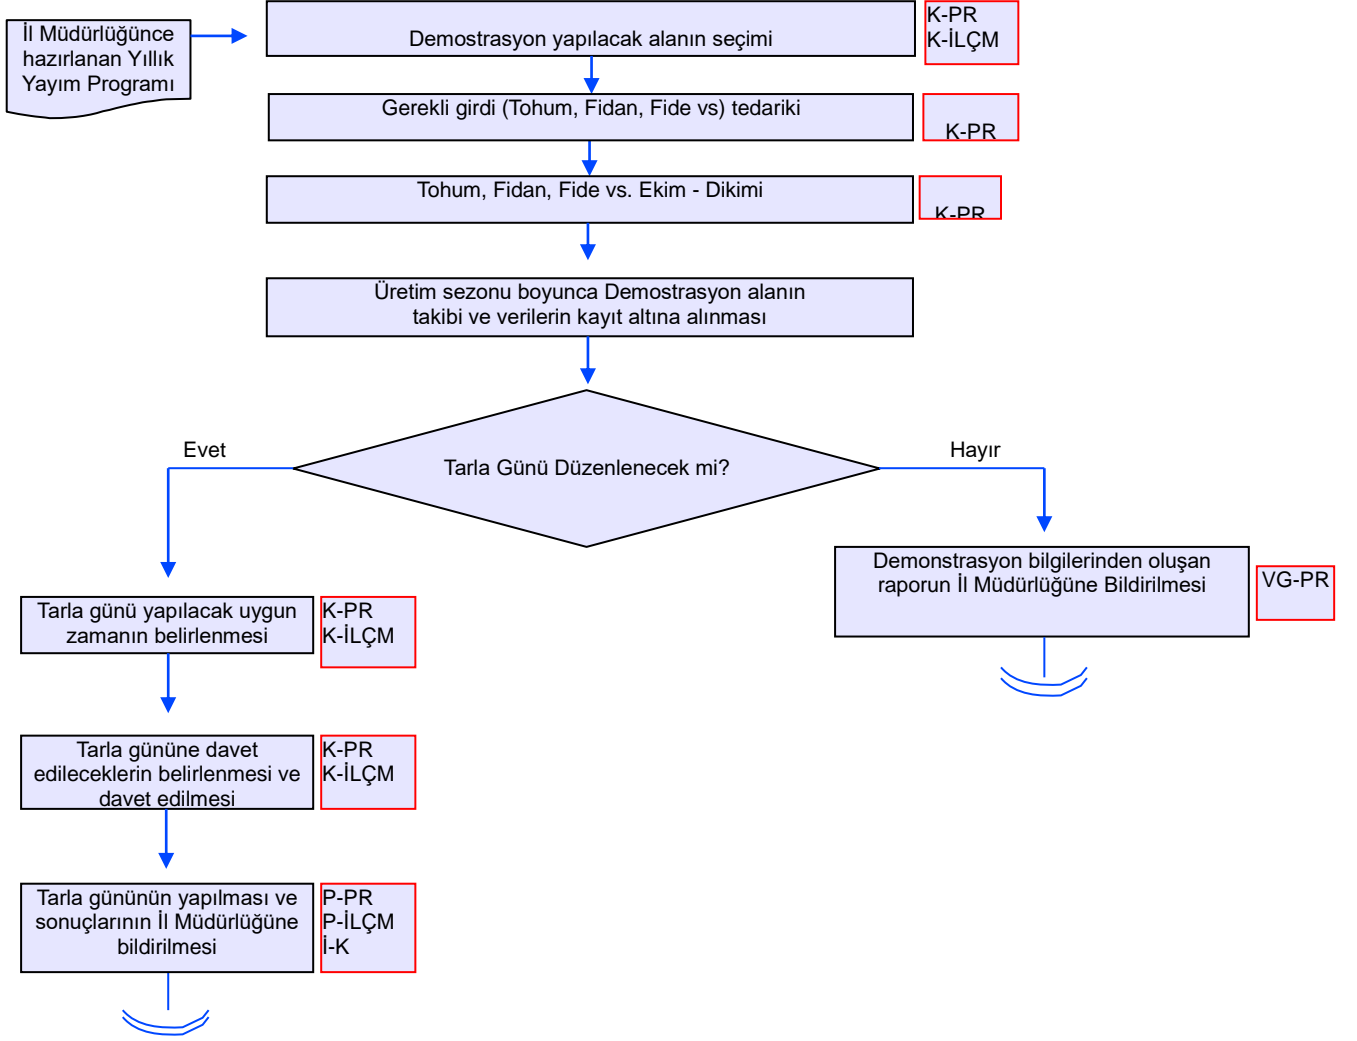 İl Müdürlüğünce
hazırlanan Yıllık
Yayım Programı
Demostrasyon yapılacak alanın seçimi
K-PR
K-İLÇM
Gerekli girdi (Tohum, Fidan, Fide vs) tedariki
K-PR
Tohum, Fidan, Fide vs. Ekim - Dikimi
K-PR
Üretim sezonu boyunca Demostrasyon alanın
takibi ve verilerin kayıt altına alınması
Tarla Günü Düzenlenecek mi?
Evet
Hayır
Demonstrasyon bilgilerinden oluşan
raporun İl Müdürlüğüne Bildirilmesi
VG-PR
Tarla günü yapılacak uygun
zamanın belirlenmesi
K-PR
K-İLÇM
Tarla gününe davet
edileceklerin belirlenmesi ve
davet edilmesi
K-PR
K-İLÇM
Tarla gününün yapılması ve
sonuçlarının İl Müdürlüğüne
bildirilmesi
P-PR
P-İLÇM
İ-K